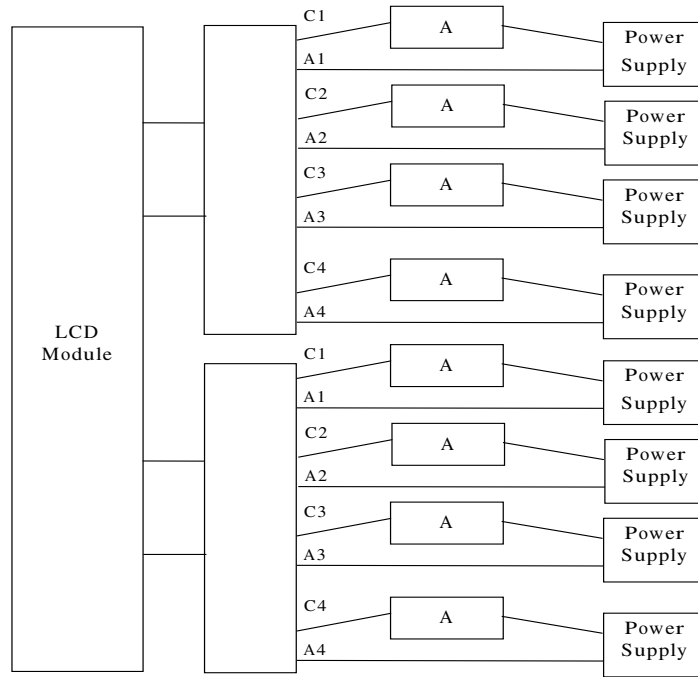 C1
A
Power
Supply
A1
C2
A
Power
Supply
A2
C3
A
Power
Supply
A3
C4
A
Power
Supply
A4
LCD
Module
C1
A
Power
Supply
A1
C2
A
Power
Supply
A2
C3
A
Power
Supply
A3
C4
A
Power
Supply
A4